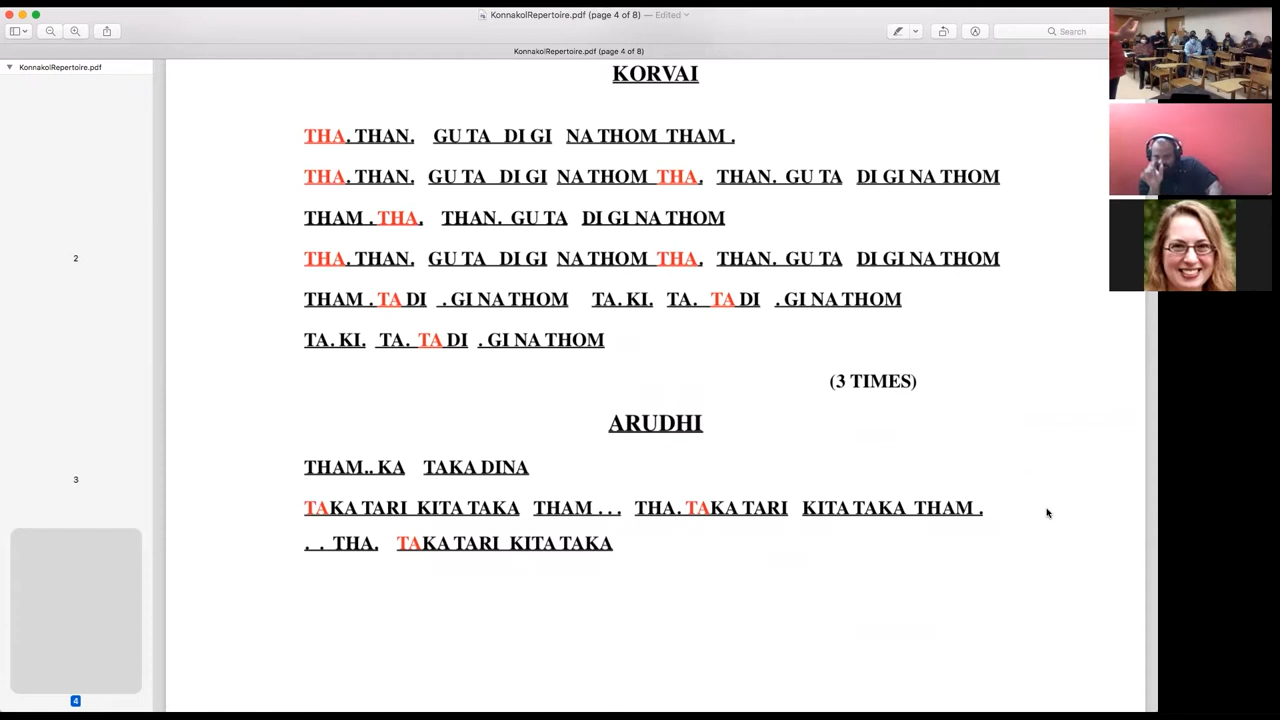 KonnakolRepertoire.pdf (page 4 of 8) — Edited
Search
KonnakolRepertoire.pdf (page 4 of 8)
KonnakolRepertoire.pdf
KORVAI
THA. THAN. GU TA DI GI NA THOM THAM .
THA. THAN. GU TA DI GI NA THOM THA. THAN. GU TA DI GI NA THOM
THAM . THA. THAN. GU TA DI GI NA THOM
2
THA. THAN. GU TA DI GI NA THOM THA. THAN. GU TA DI GI NA THOM
THAM . TA DI . GI NA THOM TA. KI. TA. TA DI . GI NA THOM
TA. KI. TA. TA DI . GI NA THOM
(3 TIMES)
ARUDHI
THAM.. KA TAKA DINA
3
TAKA TARI KITA TAKA THAM . . . THA. TAKA TARI KITA TAKA THAM .
. . THA. TAKA TARI KITA TAKA
4